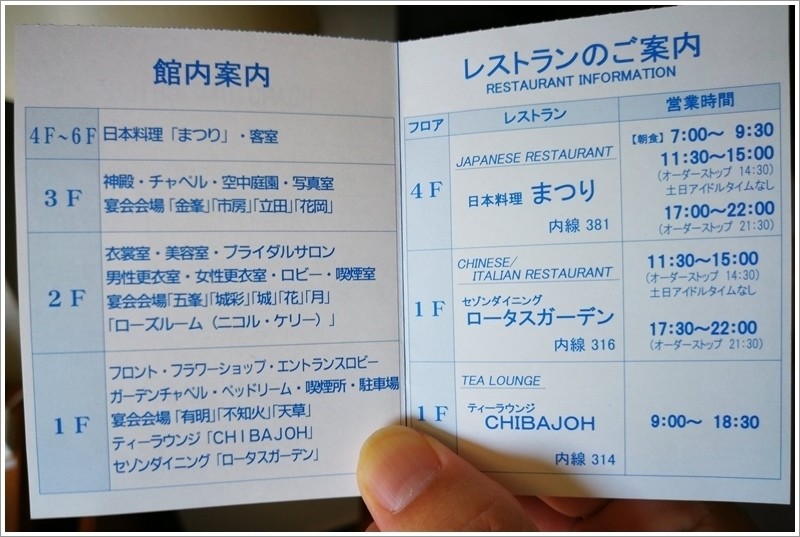 館内案内
4F~6F 日本料理「まつり」・客室
3F
神殿・チャペル・空中庭園・写真室
宴会会場「金峯」「市房」「立田」「花岡」
2F
衣裳室・美容室・ブライダルサロン
男性更衣室・女性更衣室・ロビー・喫煙室
宴会会場「五峯」「城彩」「城」「花」「月」
「ローズルーム（ニコル・ケリー）」
1F
フロント・フラワーショップ・エントランスロビー
ガーデンチャペル・ベッドリーム・喫煙所・駐車場
宴会会場「有明」「不知火」「天草」
ティーラウンジ「CHIBAJOH」
セゾンダイニング「ロータスガーデン」
レストランのご案内
RESTAURANT INFORMATION
フロア レストラン 営業時間
4F
JAPANESE RESTAURANT
日本料理 まつり
内線 381
【朝食】7:00～ 9:30
11:30～15:00
（オーダーストップ 14:30）
土日アイドルタイムなし
17:00～22:00
（オーダーストップ 21:30）
1F
CHINESE/
ITALIAN RESTAURANT
セゾンダイニング
ロータスガーデン
内線 316
11:30～15:00
（オーダーストップ 14:30）
土日アイドルタイムなし
17:30～22:00
（オーダーストップ 21:30）
1F
TEA LOUNGE
ティーラウンジ
CHIBAJOH
内線 314
9:00～ 18:30